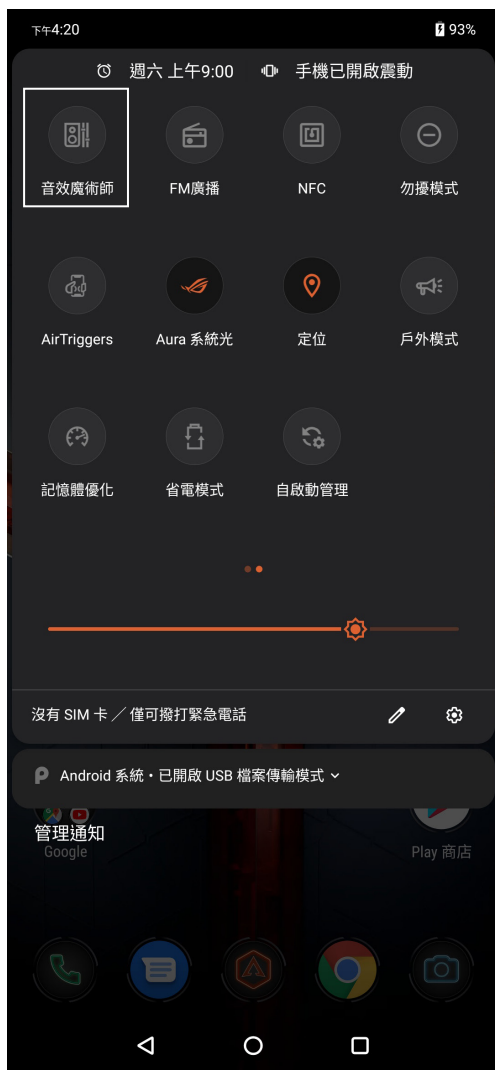 下午4:20 93%
週六 上午9:00 手機已開啟震動
音效魔術師 FM廣播 NFC 勿擾模式
AirTriggers Aura 系統光 定位 戶外模式
記憶體優化 省電模式 自啟動管理
沒有 SIM 卡／僅可撥打緊急電話
Android 系統・已開啟 USB 檔案傳輸模式
管理通知
Google Play 商店